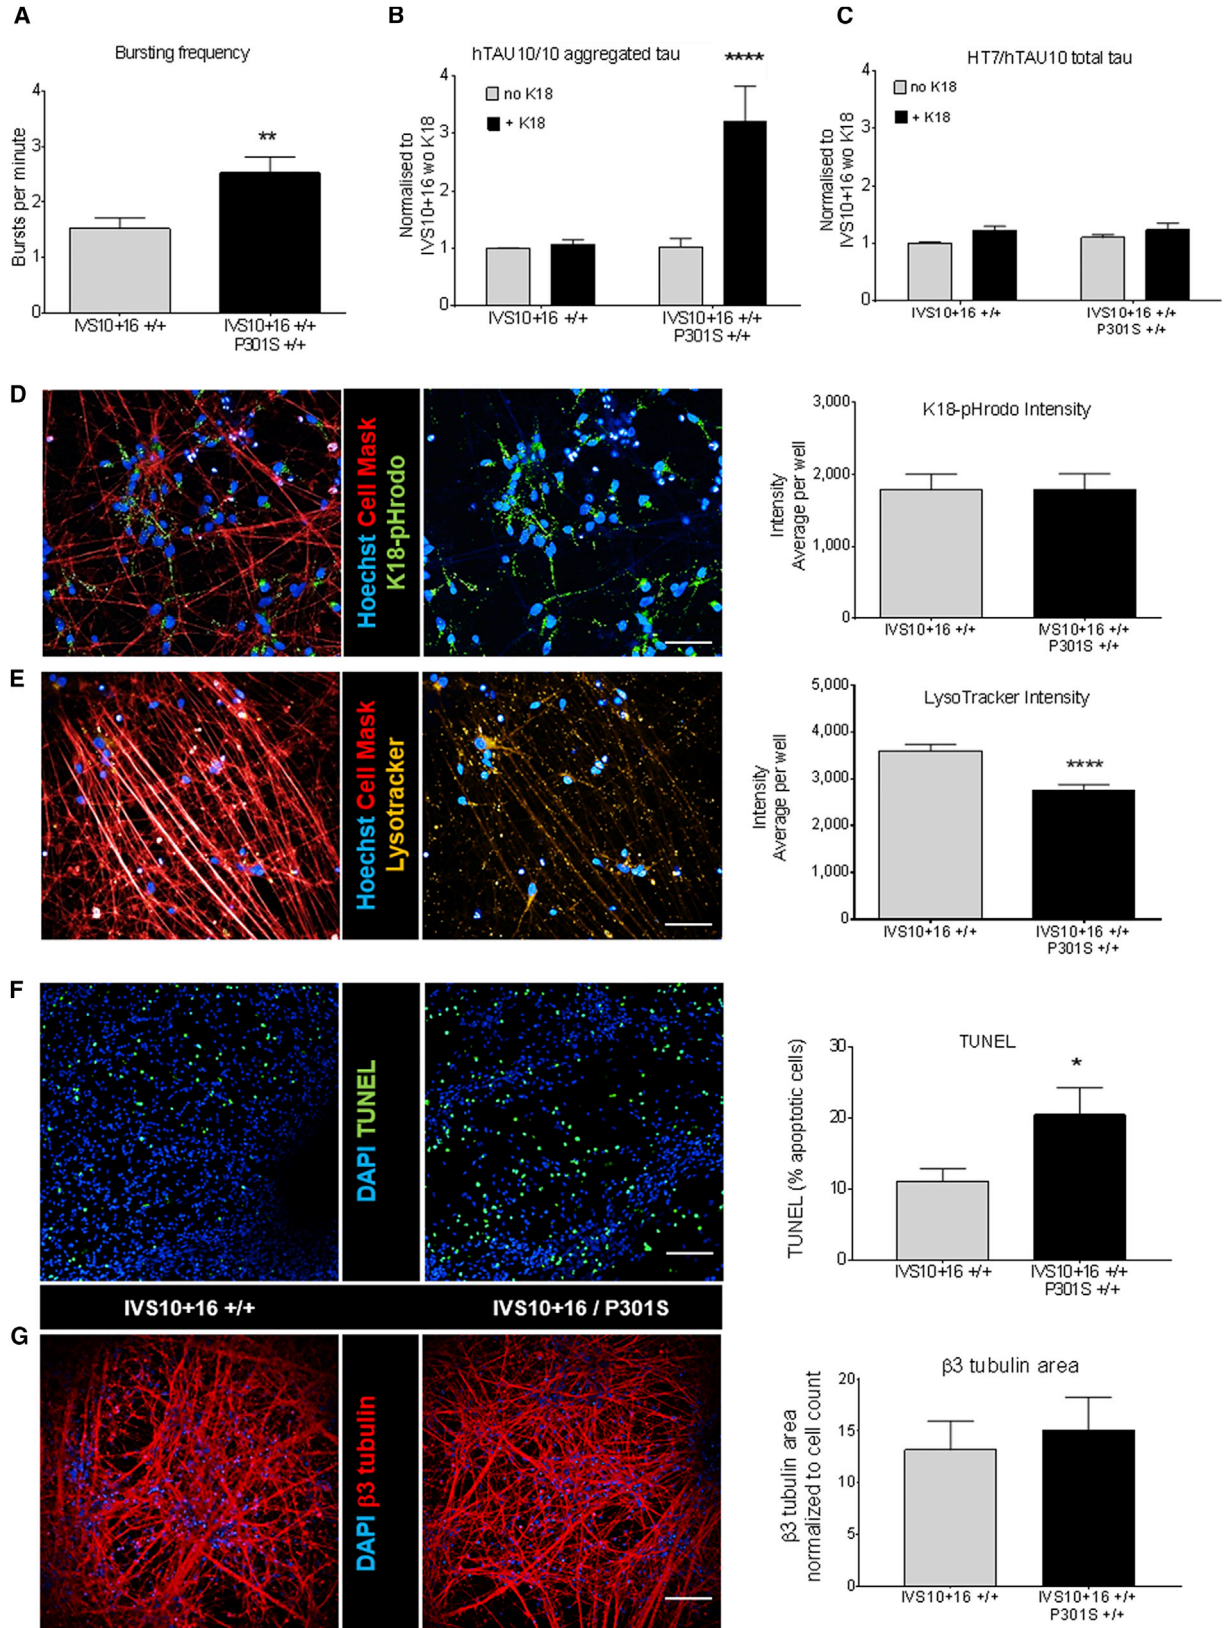 A
Bursting frequency
Bursts per minute
4
3
2
1
0
**
IVS10+16 +/+
IVS10+16 +/+
P301S +/+
B
hTAU10/10 aggregated tau
****
no K18
+ K18
Normalised to
IVS10+16 wo K18
4
3
2
1
0
IVS10+16 +/+
IVS10+16 +/+
P301S +/+
C
HT7/hTAU10 total tau
no K18
+ K18
Normalised to
IVS10+16 wo K18
4
3
2
1
0
IVS10+16 +/+
IVS10+16 +/+
P301S +/+
D
Hoechst Cell Mask
K18-pHrodo
K18-pHrodo Intensity
Intensity
Average per well
3,000
2,000
1,000
0
IVS10+16 +/+
IVS10+16 +/+
P301S +/+
E
Hoechst Cell Mask
Lysotracker
LysoTracker Intensity
Intensity
Average per well
5,000
4,000
3,000
2,000
1,000
0
****
IVS10+16 +/+
IVS10+16 +/+
P301S +/+
F
DAPI TUNEL
TUNEL
TUNEL (% apoptotic cells)
30
20
10
0
*
IVS10+16 +/+
IVS10+16 +/+
P301S +/+
IVS10+16 +/+
IVS10+16 / P301S
G
DAPI β3 tubulin
β3 tubulin area
β3 tubulin area
normalized to cell count
20
15
10
5
0
IVS10+16 +/+
IVS10+16 +/+
P301S +/+